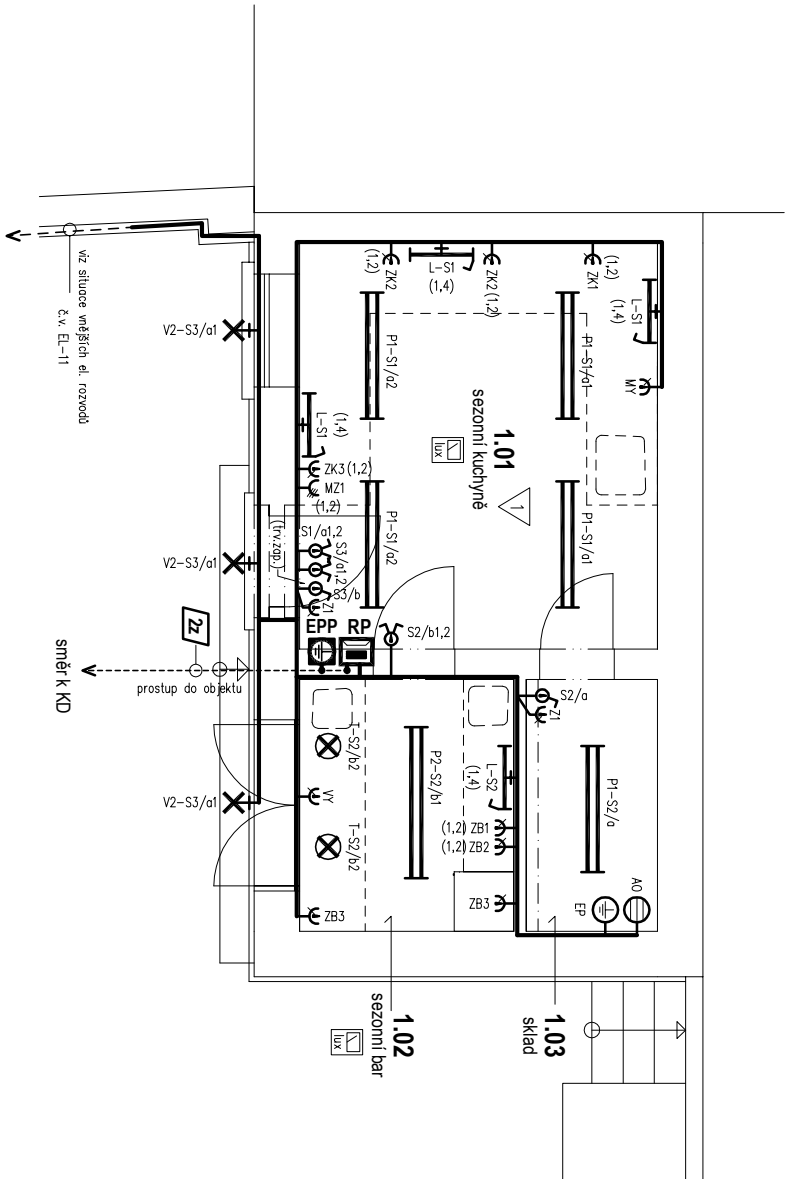 L-S1
(1,4)
ZK1
(1,2)
ZK2
(1,2)
L-S1
(1,4)
ZK2
(1,2)
MY
P1-S1/a1
P1-S1/a2
1.01
sezonní kuchyně
lux
1
P1-S1/a1
P1-S1/a2
V2-S3/a1
viz situace vnějších el. rozvodů
č.v. EL-11
L-S1
(1,4)
ZK3
(1,2)
MZ1
(1,2)
S1/a1,2
S3/a1,2
(trv.zap.)
S3/b
Z1
V2-S3/a1
EPP
RP
S2/b1,2
2z
prostup do objektu
směr k KD
S2/a
Z1
T-S2/b2
P2-S2/b1
L-S2
(1,4)
P1-S2/a
VY
V2-S3/a1
(1,2) ZB1
(1,2) ZB2
T-S2/b2
AO
EP
ZB3
ZB3
1.02
sezonní bar
lux
1.03
sklad